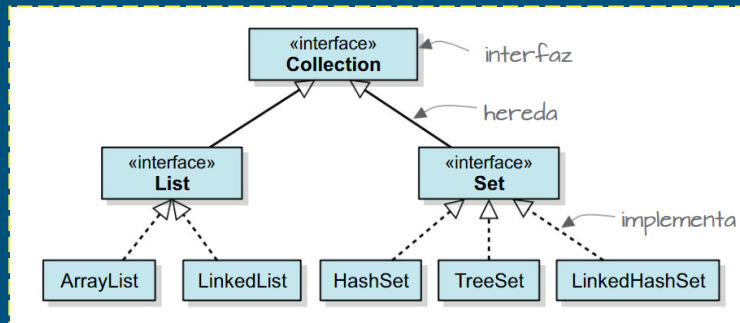 «interface»
Collection
interfaz
hereda
«interface»
List
«interface»
Set
implementa
ArrayList
LinkedList
HashSet
TreeSet
LinkedHashSet